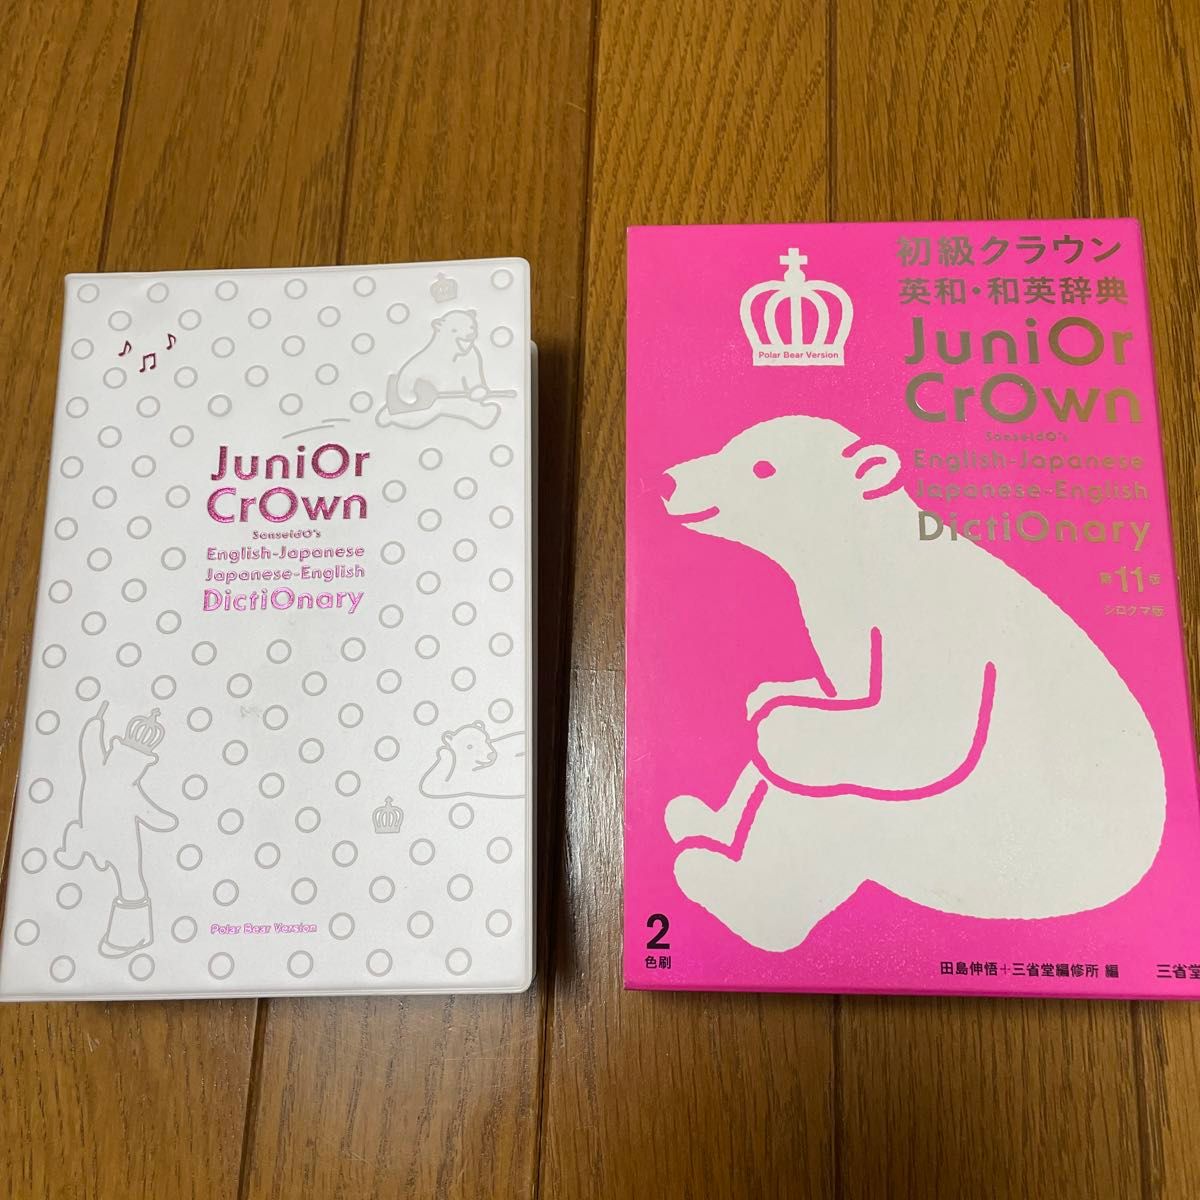 JuniOr
CrOwn
SanseidO's
English-Japanese
Japanese-English
DictiOnary
Polar Bear Version
初級クラウン
英和・和英辞典
Polar Bear Version
JuniOr
CrOwn
SanseidO's
English-Japanese
Japanese-English
DictiOnary
第11版
シロクマ版
2
色刷
田島伸悟+三省堂編修所 編
三省堂